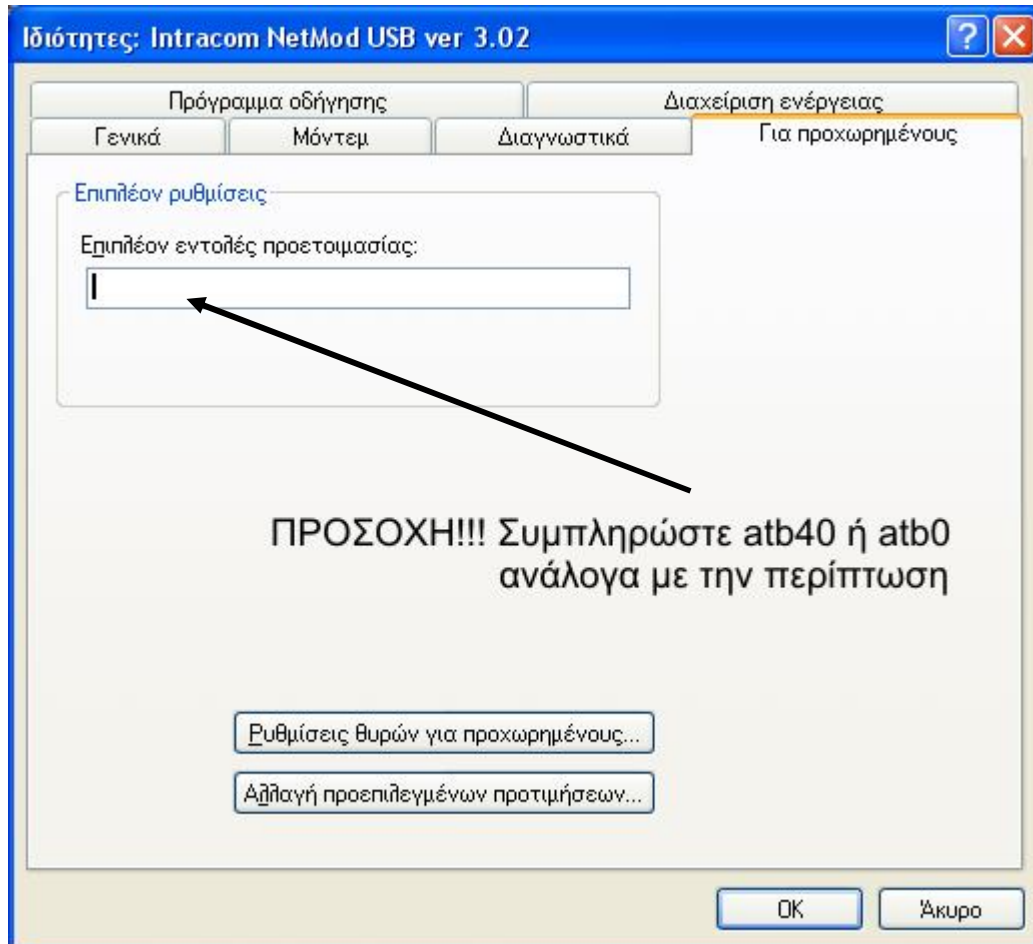 Ιδιότητες: Intracom NetMod USB ver 3.02
Πρόγραμμα οδήγησης
Διαχείριση ενέργειας
Γενικά
Μόντεμ
Διαγνωστικά
Για προχωρημένους
Επιπλέον ρυθμίσεις
Επιπλέον εντολές προετοιμασίας:
ΠΡΟΣΟΧΗ!!! Συμπληρώστε atb40 ή atb0
ανάλογα με την περίπτωση
Ρυθμίσεις θυρών για προχωρημένους...
Αλλαγή προεπιλεγμένων προτιμήσεων...
OK
Άκυρο